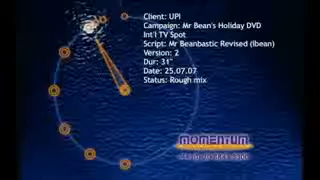 Client: UPI
Campaign: Mr Bean's Holiday DVD
Int'l TV Spot
Script: Mr Beanbastic Revised (ibean)
Version: 2
Dur: 31"
Date: 25.07.07
Status: Rough mix
MOMENTUM